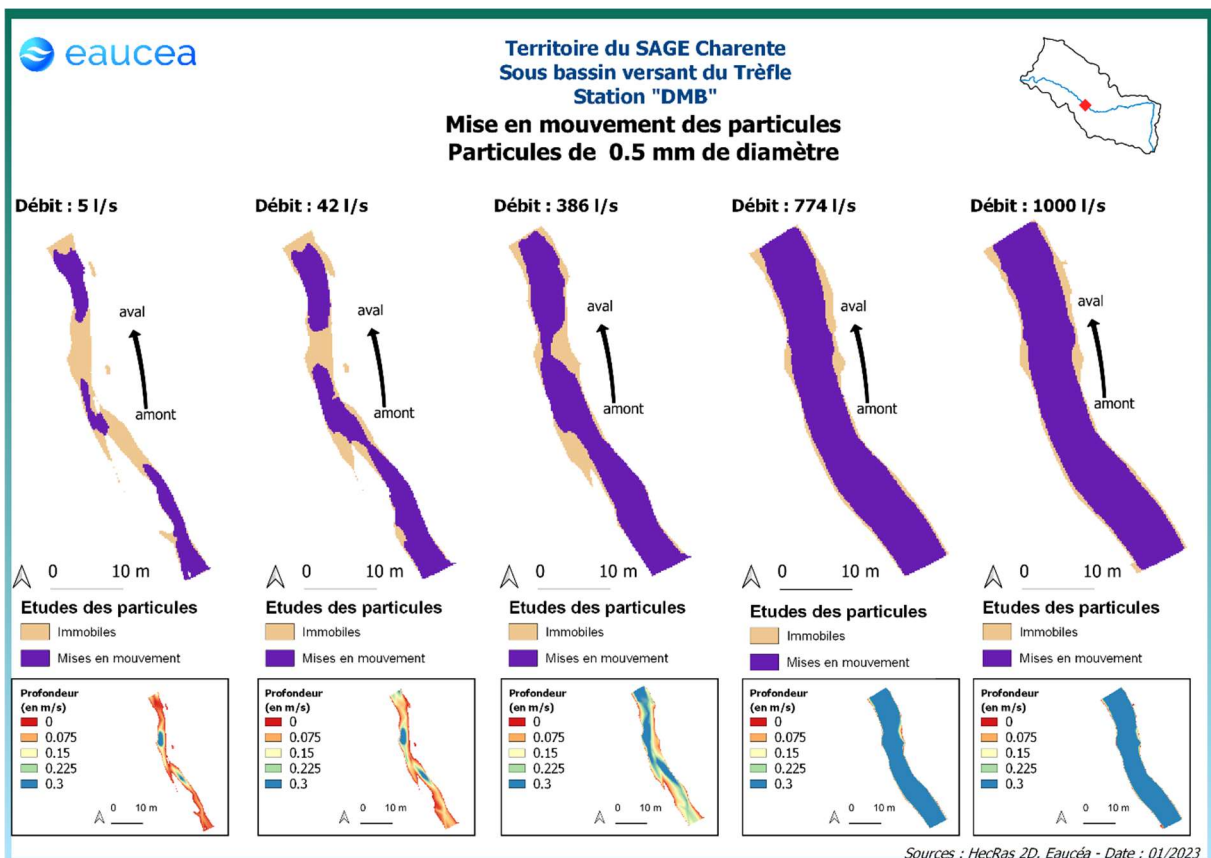 eaucea
Territoire du SAGE Charente
Sous bassin versant du Trèfle
Station "DMB"
Mise en mouvement des particules
Particules de 0.5 mm de diamètre
Débit : 5 l/s
aval
amont
0 10 m
Etudes des particules
Immobiles
Mises en mouvement
Profondeur
(en m/s)
0
0.075
0.15
0.225
0.3
0 10 m
Débit : 42 l/s
aval
amont
0 10 m
Etudes des particules
Immobiles
Mises en mouvement
Profondeur
(en m/s)
0
0.075
0.15
0.225
0.3
0 10 m
Débit : 386 l/s
aval
amont
0 10 m
Etudes des particules
Immobiles
Mises en mouvement
Profondeur
(en m/s)
0
0.075
0.15
0.225
0.3
0 10 m
Débit : 774 l/s
aval
amont
0 10 m
Etudes des particules
Immobiles
Mises en mouvement
Profondeur
(en m/s)
0
0.075
0.15
0.225
0.3
0 10 m
Débit : 1000 l/s
aval
amont
0 10 m
Etudes des particules
Immobiles
Mises en mouvement
Profondeur
(en m/s)
0
0.075
0.15
0.225
0.3
0 10 m
Sources : HecRas 2D, Eaucéa - Date : 01/2023